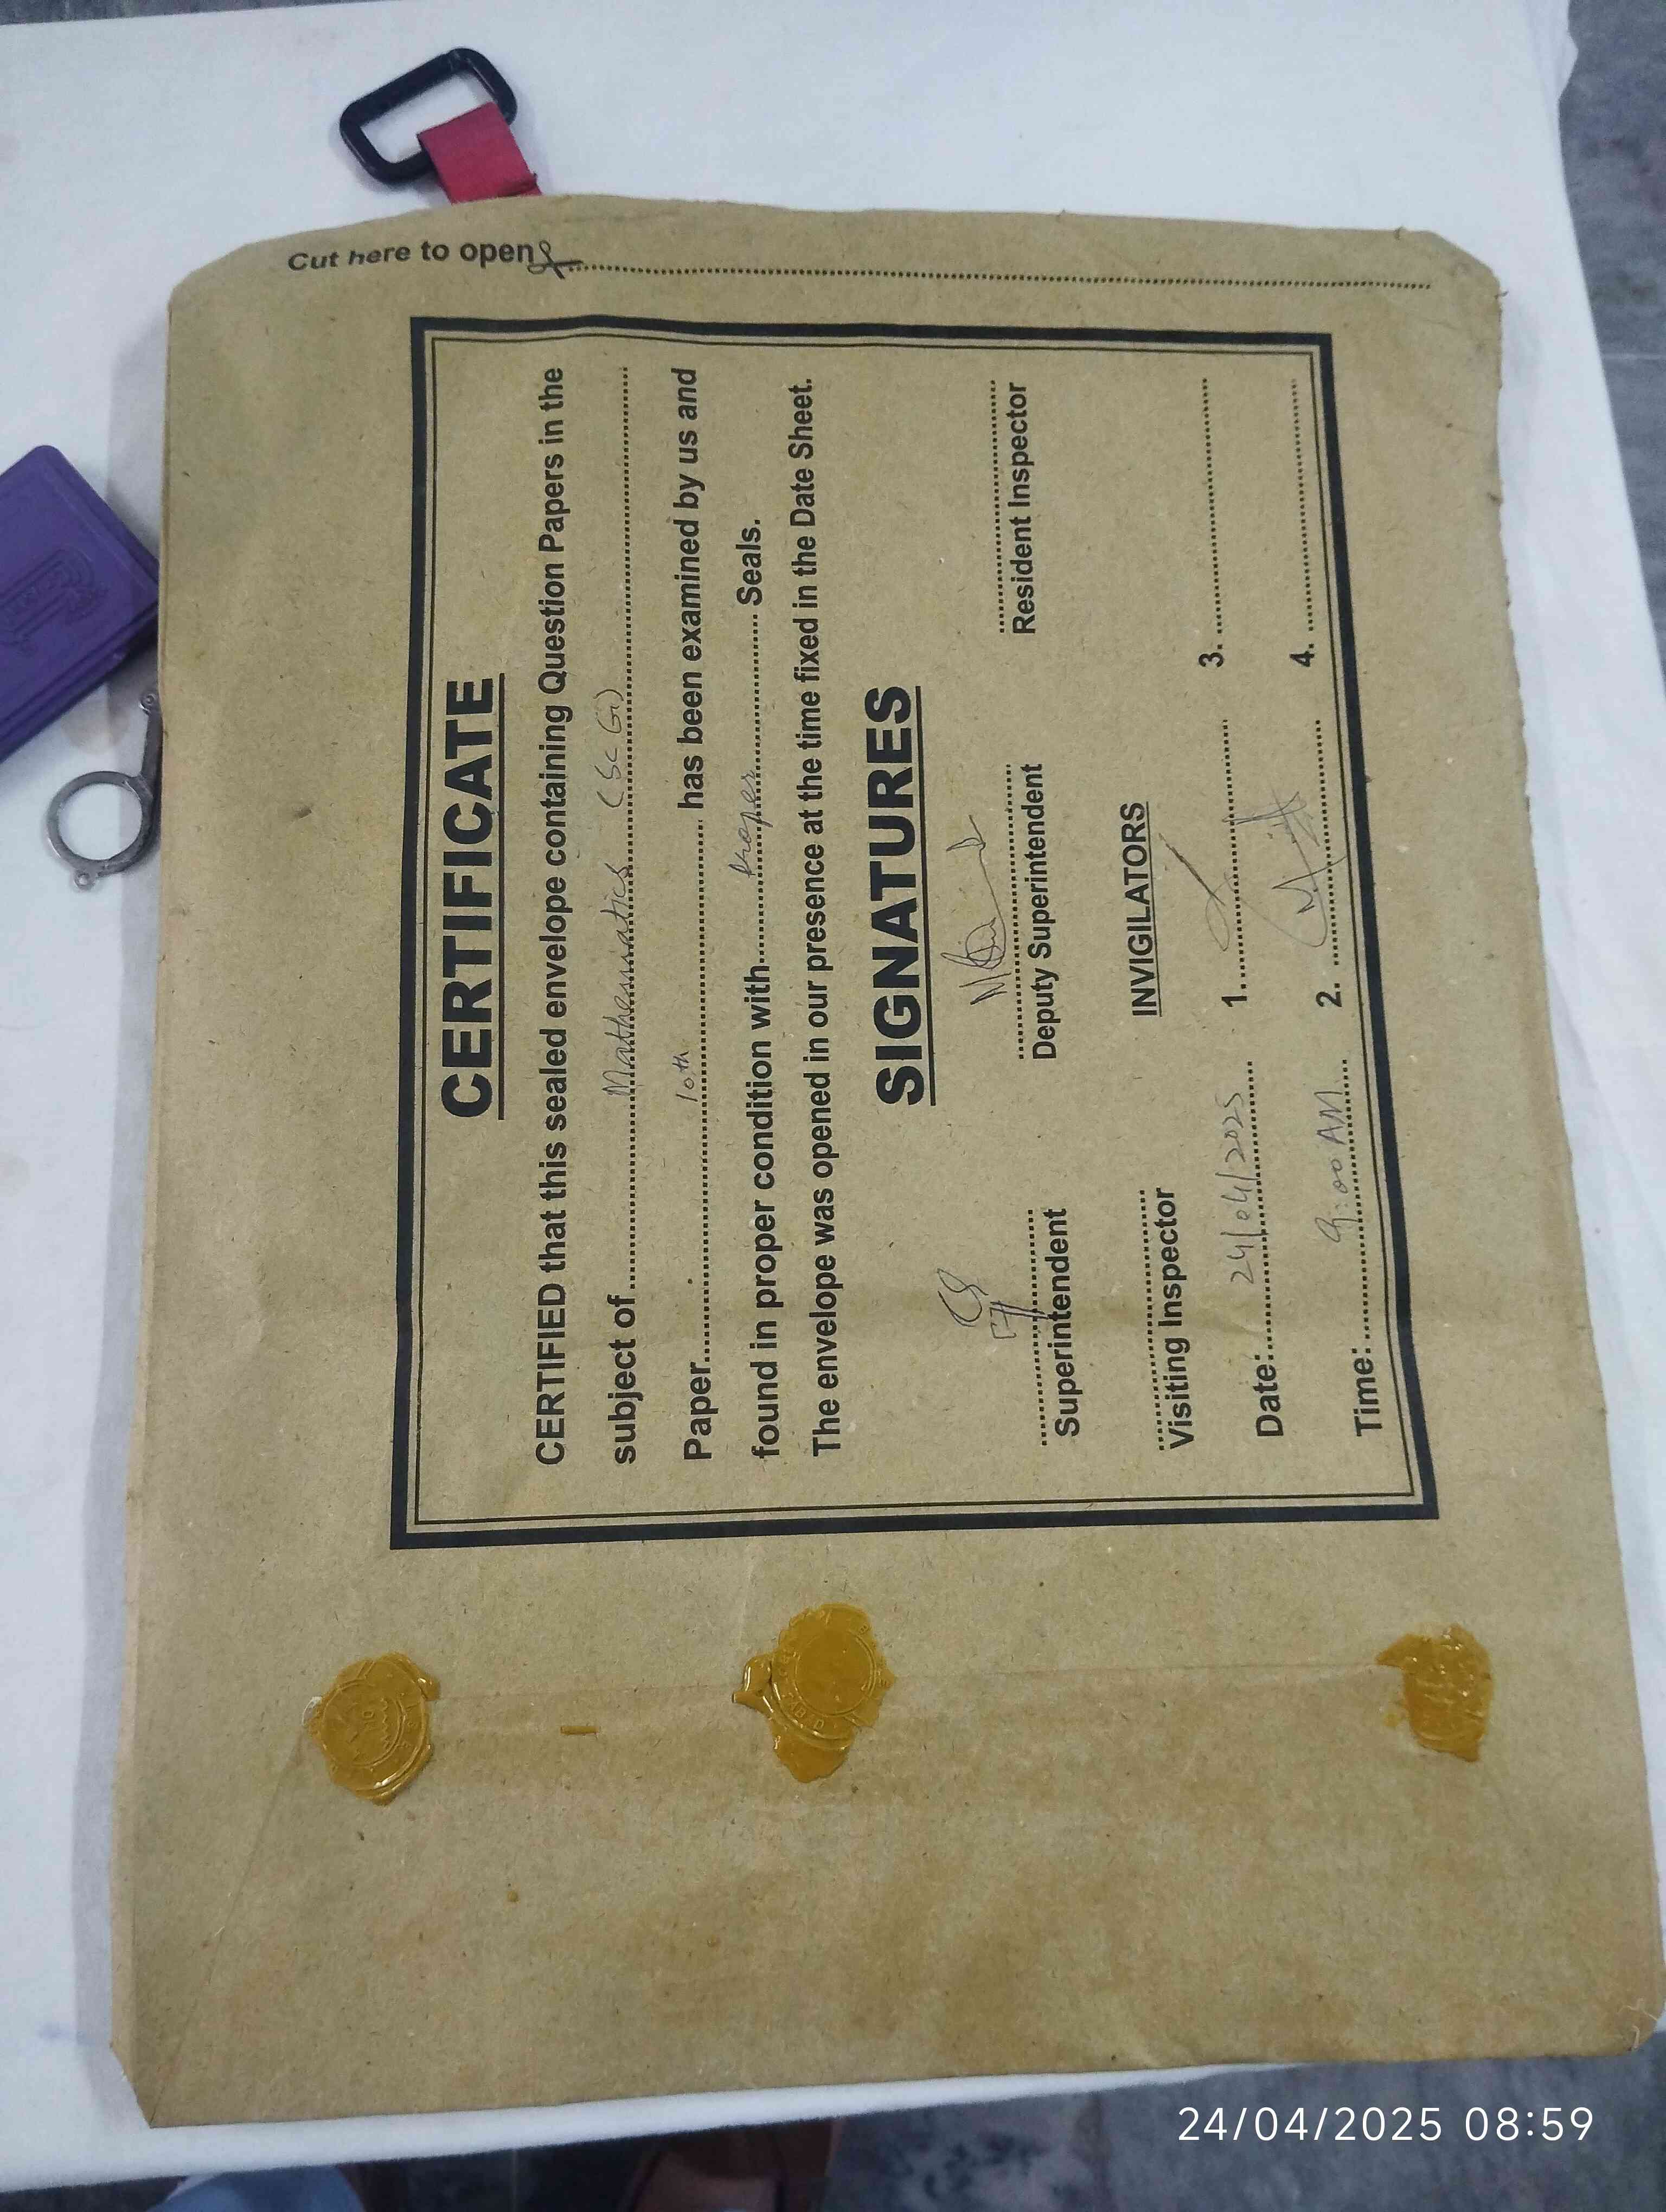 Cut here to open
CERTIFICATE
CERTIFIED that this sealed envelope containing Question Papers in the
subject of Mathematics (Sc G)
Paper 10th has been examined by us and
found in proper condition with proper Seals.
The envelope was opened in our presence at the time fixed in the Date Sheet.
SIGNATURES
Superintendent
Deputy Superintendent
Resident Inspector
Visiting Inspector
INVIGILATORS
Date: 24/04/2025
1.
3.
Time: 9:00 AM
2.
4.
24/04/2025 08:59